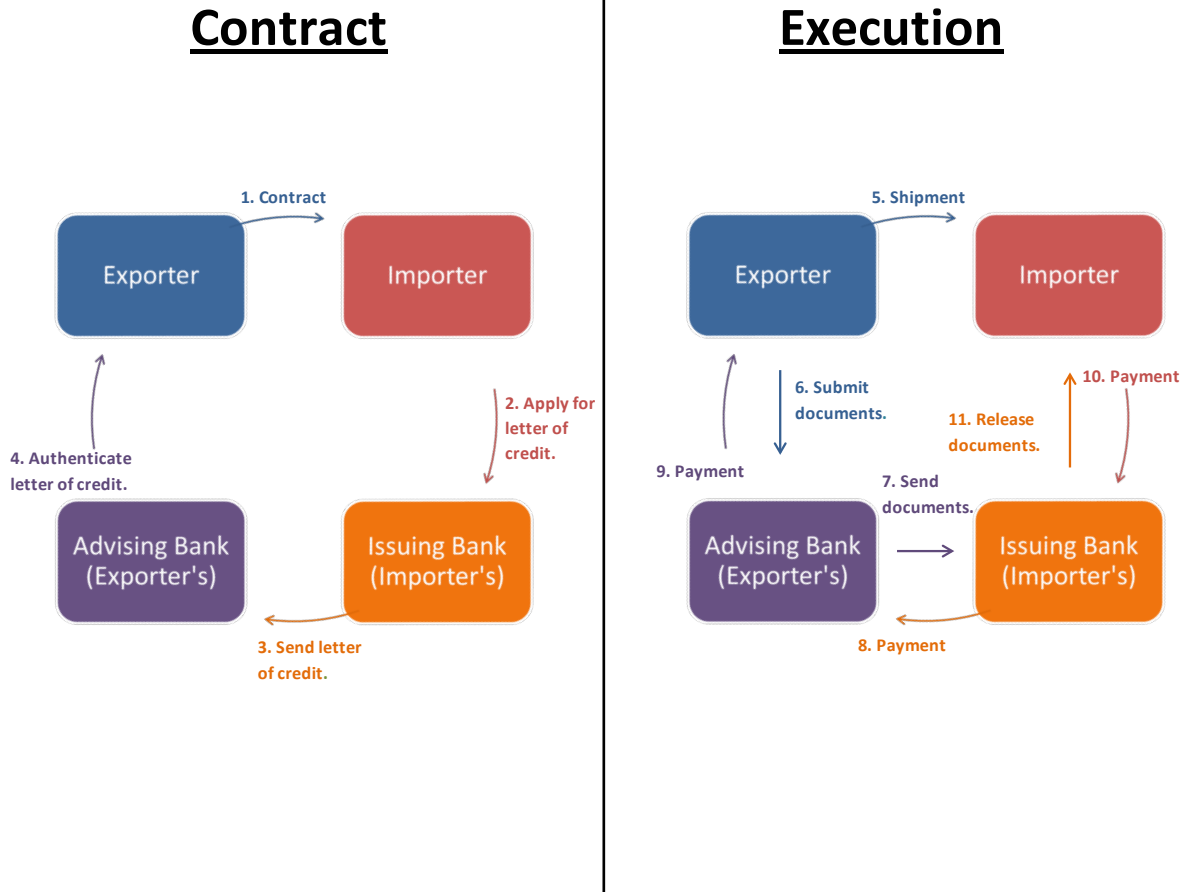 Contract
1. Contract
Exporter
Importer
2. Apply for
letter of
credit.
4. Authenticate
letter of credit.
Advising Bank
(Exporter's)
Issuing Bank
(Importer's)
3. Send letter
of credit.
Execution
5. Shipment
Exporter
Importer
6. Submit
documents.
10. Payment
11. Release
documents.
9. Payment
7. Send
documents.
Advising Bank
(Exporter's)
Issuing Bank
(Importer's)
8. Payment